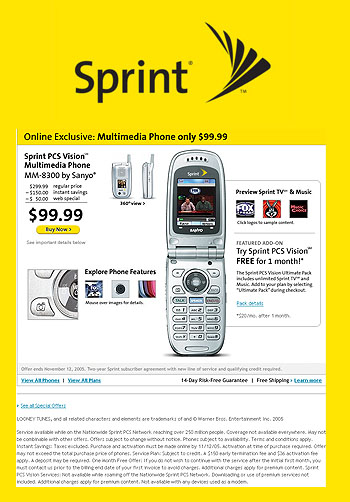 Sprint
Online Exclusive: Multimedia Phone only $99.99
Sprint PCS Vision℠
Multimedia Phone
MM-8300 by Sanyo®
$299.99 regular price
– $150.00 instant savings
– $ 50.00 web special
$99.99
Buy Now >
See important details below
360° view >
Sprint
FOX
SANYO
TALK
Preview Sprint TV℠ & Music
FOX
Music Choice
Click logos to sample content.
FEATURED ADD-ON
Try Sprint PCS Vision℠
FREE for 1 month!*
The Sprint PCS Vision Ultimate Pack
includes unlimited Sprint TV℠ and
Music. Add to your plan by selecting
"Ultimate Pack" during checkout.
Pack details
*$20/mo. after 1 month.
Explore Phone Features
Mouse over images for details.
Offer ends November 12, 2005. Two-year Sprint subscriber agreement with new line of service and qualifying credit required.
View All Phones | View All Plans
14-Day Risk-Free Guarantee | Free Shipping > Learn more
> See all Special Offers
LOONEY TUNES, and all related characters and elements are trademarks of and © Warner Bros. Entertainment Inc. 2005
Service available while on the Nationwide Sprint PCS Network reaching over 250 million people. Coverage not available everywhere. May not
be combinable with other offers. Offers subject to change without notice. Phones subject to availability. Terms and conditions apply.
Instant Savings: Taxes excluded. Purchase and activation must be made online by 11/12/05. Activation at time of purchase required. Offer
may not exceed the total purchase price of phone(s). Service Plan: Subject to credit. A $150 early termination fee and $36 activation fee
apply. A deposit may be required. One Month Free Offer: If you do not wish to continue with the service after the initial first month, you
must contact us prior to the billing end date of your first invoice to avoid charges. Additional charges apply for premium content. Sprint
PCS Vision Services: Not available while roaming off the Nationwide Sprint PCS Network. Downloading or use of premium services not
included. Additional charges apply for premium content. Not available with any devices used as a modem.